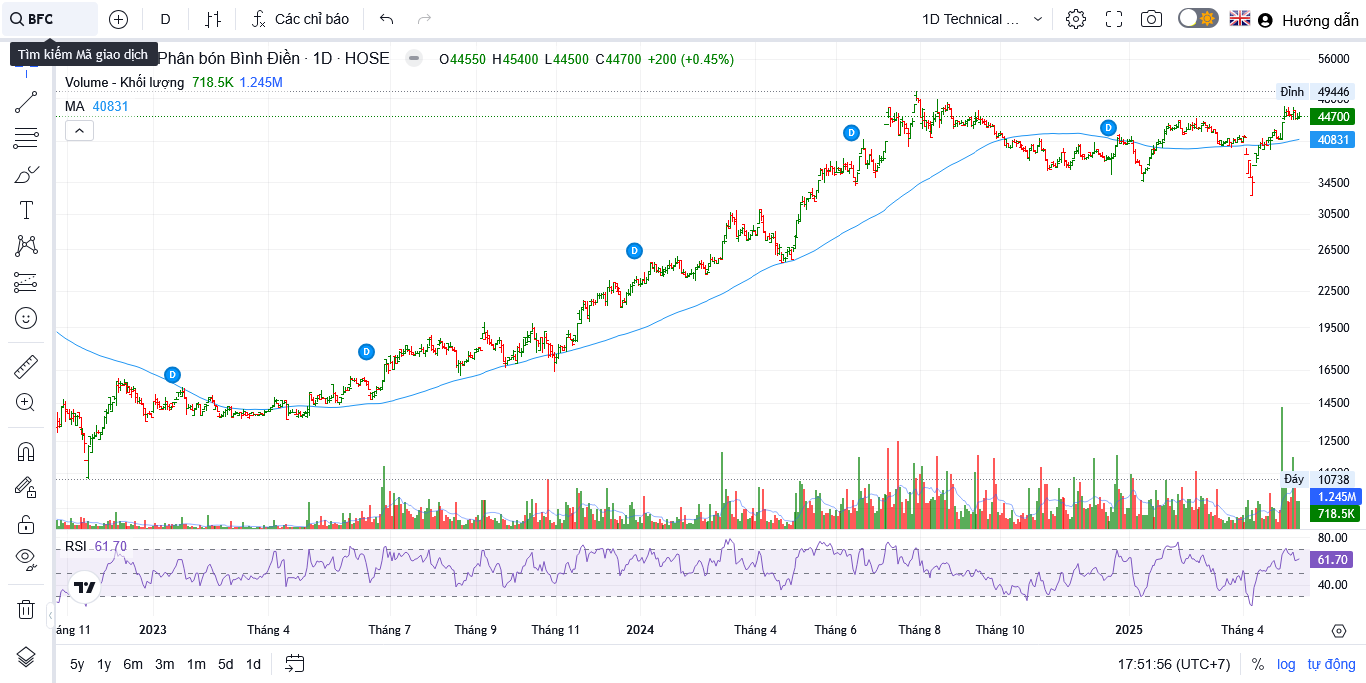 BFC
D
Các chỉ báo
1D Technical ...
Hướng dẫn
Tìm kiếm Mã giao dịch
Phân bón Bình Điền · 1D · HOSE
O44550 H45400 L44500 C44700 +200 (+0.45%)
Volume - Khối lượng 718.5K 1.245M
MA 40831
56000
Đỉnh 49446
44700
40831
34500
30500
26500
22500
19500
16500
14500
12500
Đáy 10738
1.245M
718.5K
D
D
D
D
D
RSI 61.70
80.00
61.70
40.00
áng 11 2023 Tháng 4 Tháng 7 Tháng 9 Tháng 11 2024 Tháng 4 Tháng 6 Tháng 8 Tháng 10 2025 Tháng 4
5y 1y 6m 3m 1m 5d 1d
17:51:56 (UTC+7) % log tự động